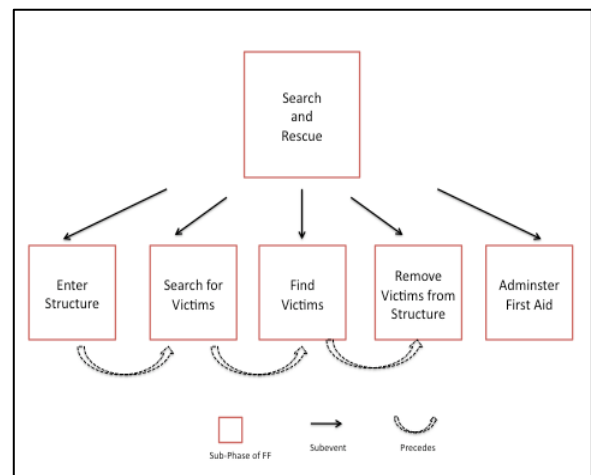 Search
and
Rescue
Enter
Structure
Search for
Victims
Find
Victims
Remove
Victims from
Structure
Adminster
First Aid
Sub-Phase of FF
Subevent
Precedes